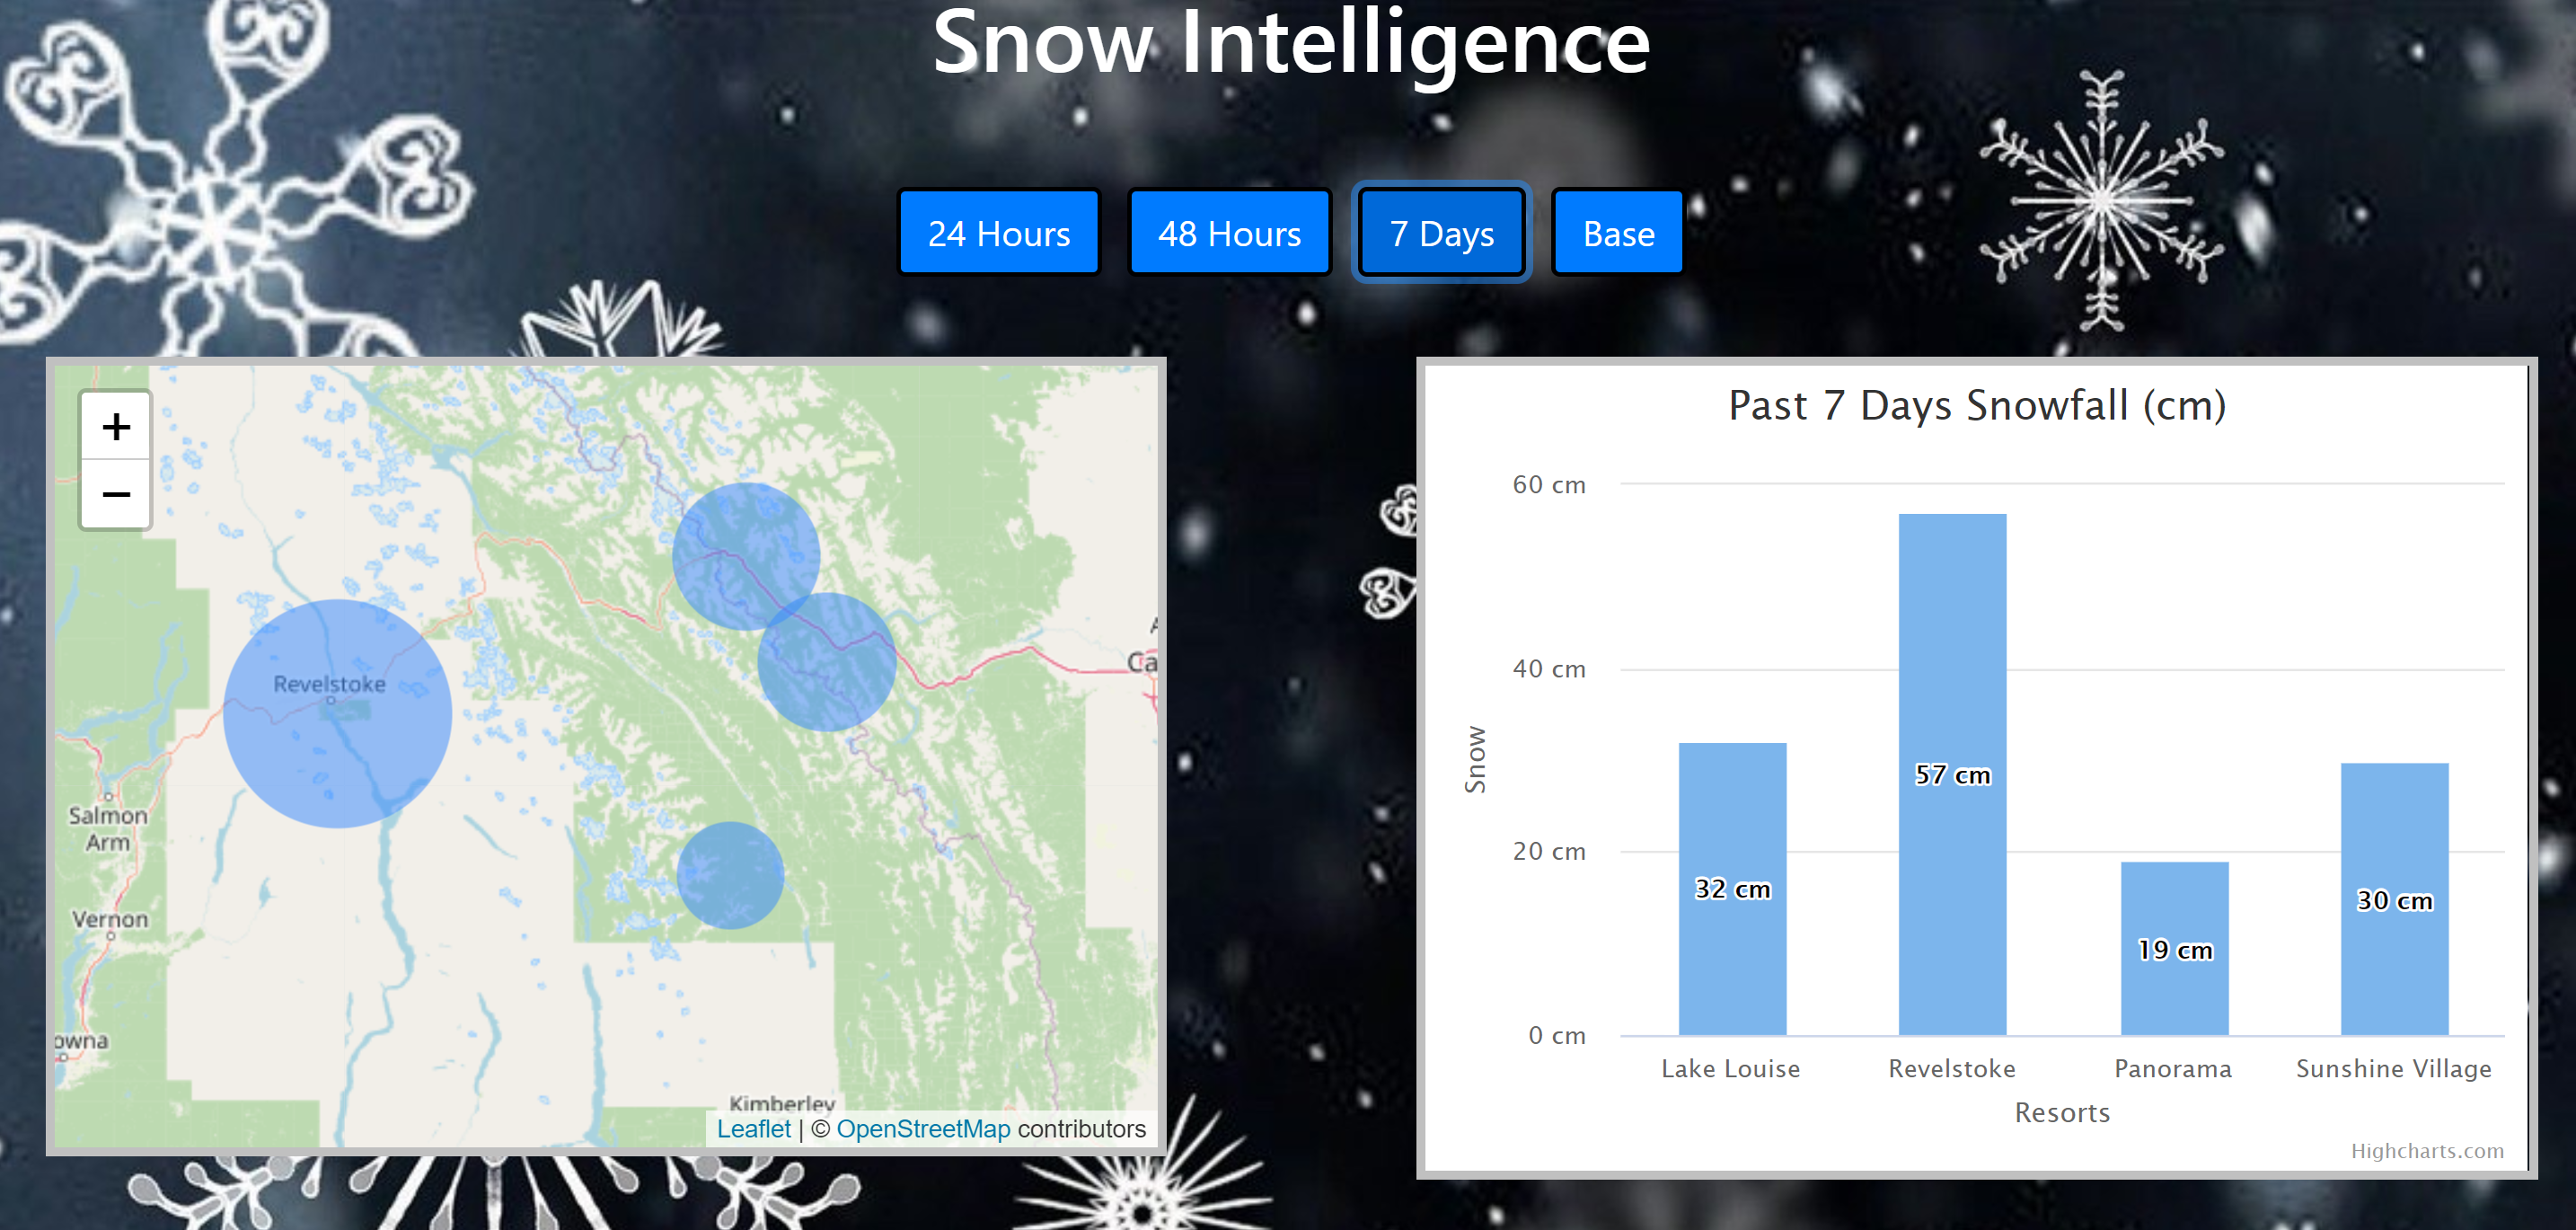 Snow Intelligence
24 Hours
48 Hours
7 Days
Base
+
−
Revelstoke
Salmon
Arm
Vernon
owna
Kimberley
Ca
A
Leaflet | © OpenStreetMap contributors
Past 7 Days Snowfall (cm)
Snow
60 cm
40 cm
20 cm
0 cm
32 cm
57 cm
19 cm
30 cm
Lake Louise
Revelstoke
Panorama
Sunshine Village
Resorts
Highcharts.com